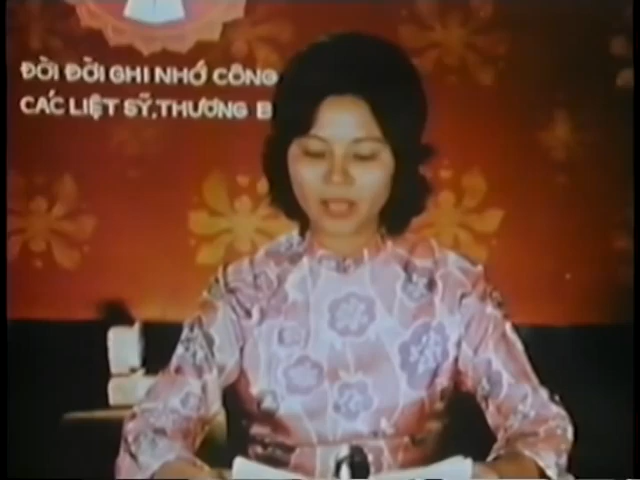 ĐỜI ĐỜI GHI NHỚ CÔNG
CÁC LIỆT SỸ, THƯƠNG B